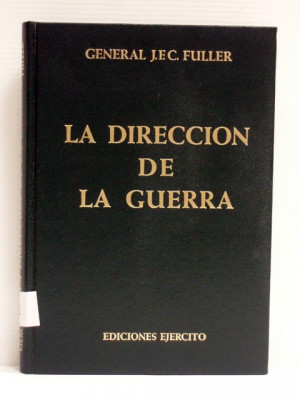 GENERAL J.F.C. FULLER
LA DIRECCION
DE
LA GUERRA
EDICIONES EJERCITO